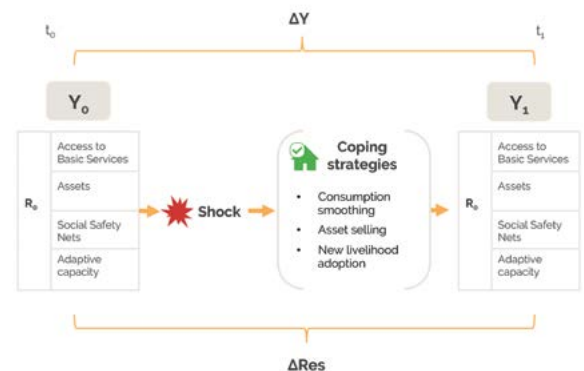 ΔY
t₀
t₁
Y₀
Y₁
R₀
Access to
Basic Services
Assets
Social Safety
Nets
Adaptive
capacity
Shock
Coping
strategies
• Consumption
smoothing
• Asset selling
• New livelihood
adoption
R₀
Access to
Basic Services
Assets
Social Safety
Nets
Adaptive
capacity
ΔRes